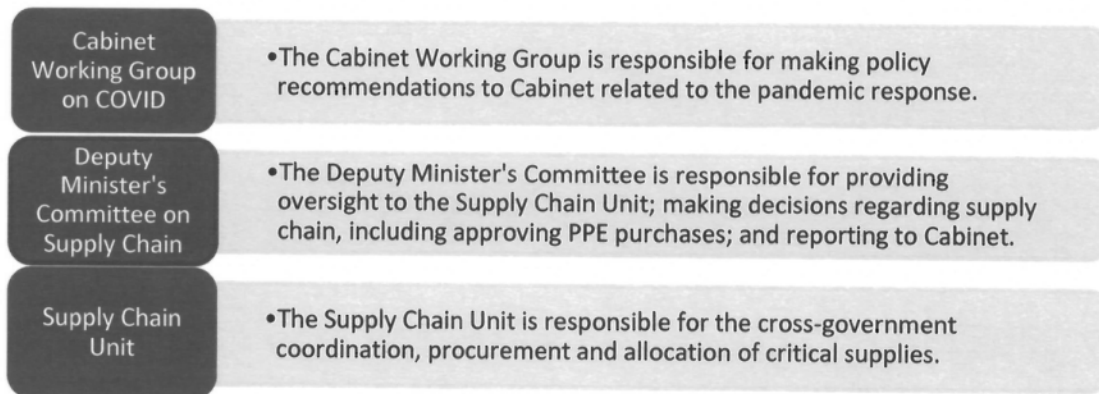 Cabinet
Working Group
on COVID
•The Cabinet Working Group is responsible for making policy
recommendations to Cabinet related to the pandemic response.
Deputy
Minister's
Committee on
Supply Chain
•The Deputy Minister's Committee is responsible for providing
oversight to the Supply Chain Unit; making decisions regarding supply
chain, including approving PPE purchases; and reporting to Cabinet.
Supply Chain
Unit
•The Supply Chain Unit is responsible for the cross-government
coordination, procurement and allocation of critical supplies.